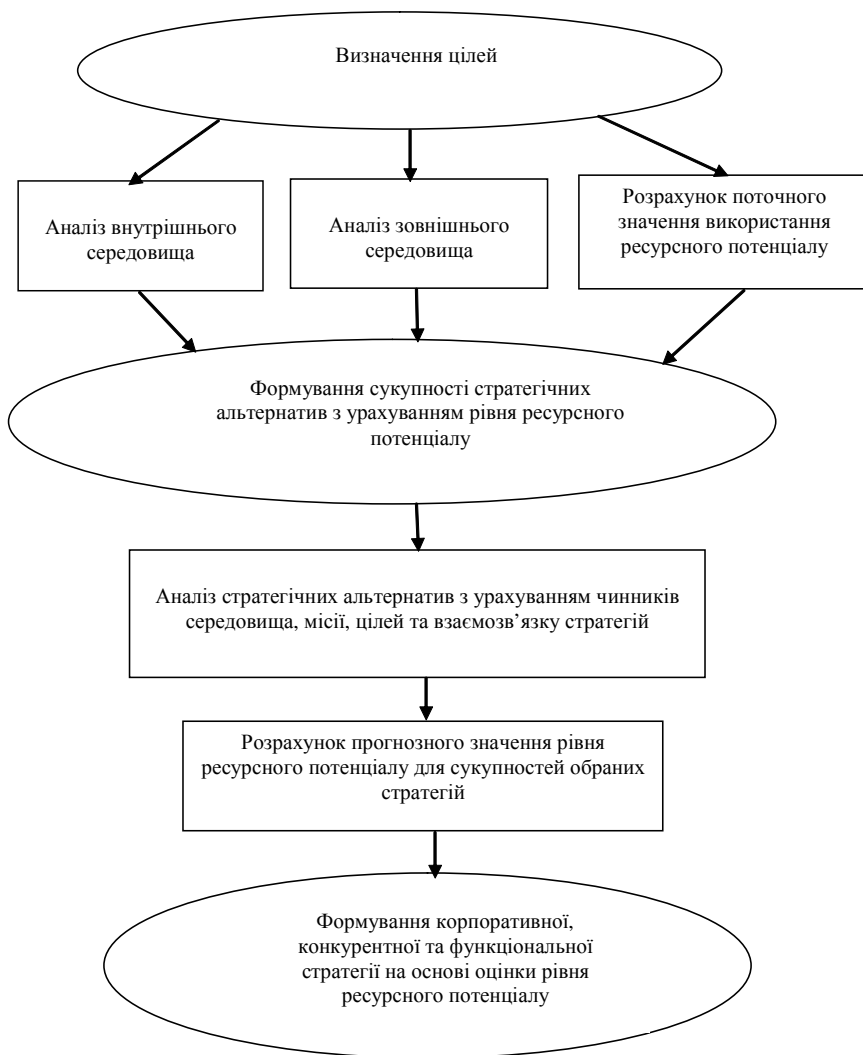 Визначення цілей
Аналіз внутрішнього
середовища
Аналіз зовнішнього
середовища
Розрахунок поточного
значення використання
ресурсного потенціалу
Формування сукупності стратегічних
альтернатив з урахуванням рівня ресурсного
потенціалу
Аналіз стратегічних альтернатив з урахуванням чинників
середовища, місії, цілей та взаємозв’язку стратегій
Розрахунок прогнозного значення рівня
ресурсного потенціалу для сукупностей обраних
стратегій
Формування корпоративної,
конкурентної та функціональної
стратегії на основі оцінки рівня
ресурсного потенціалу